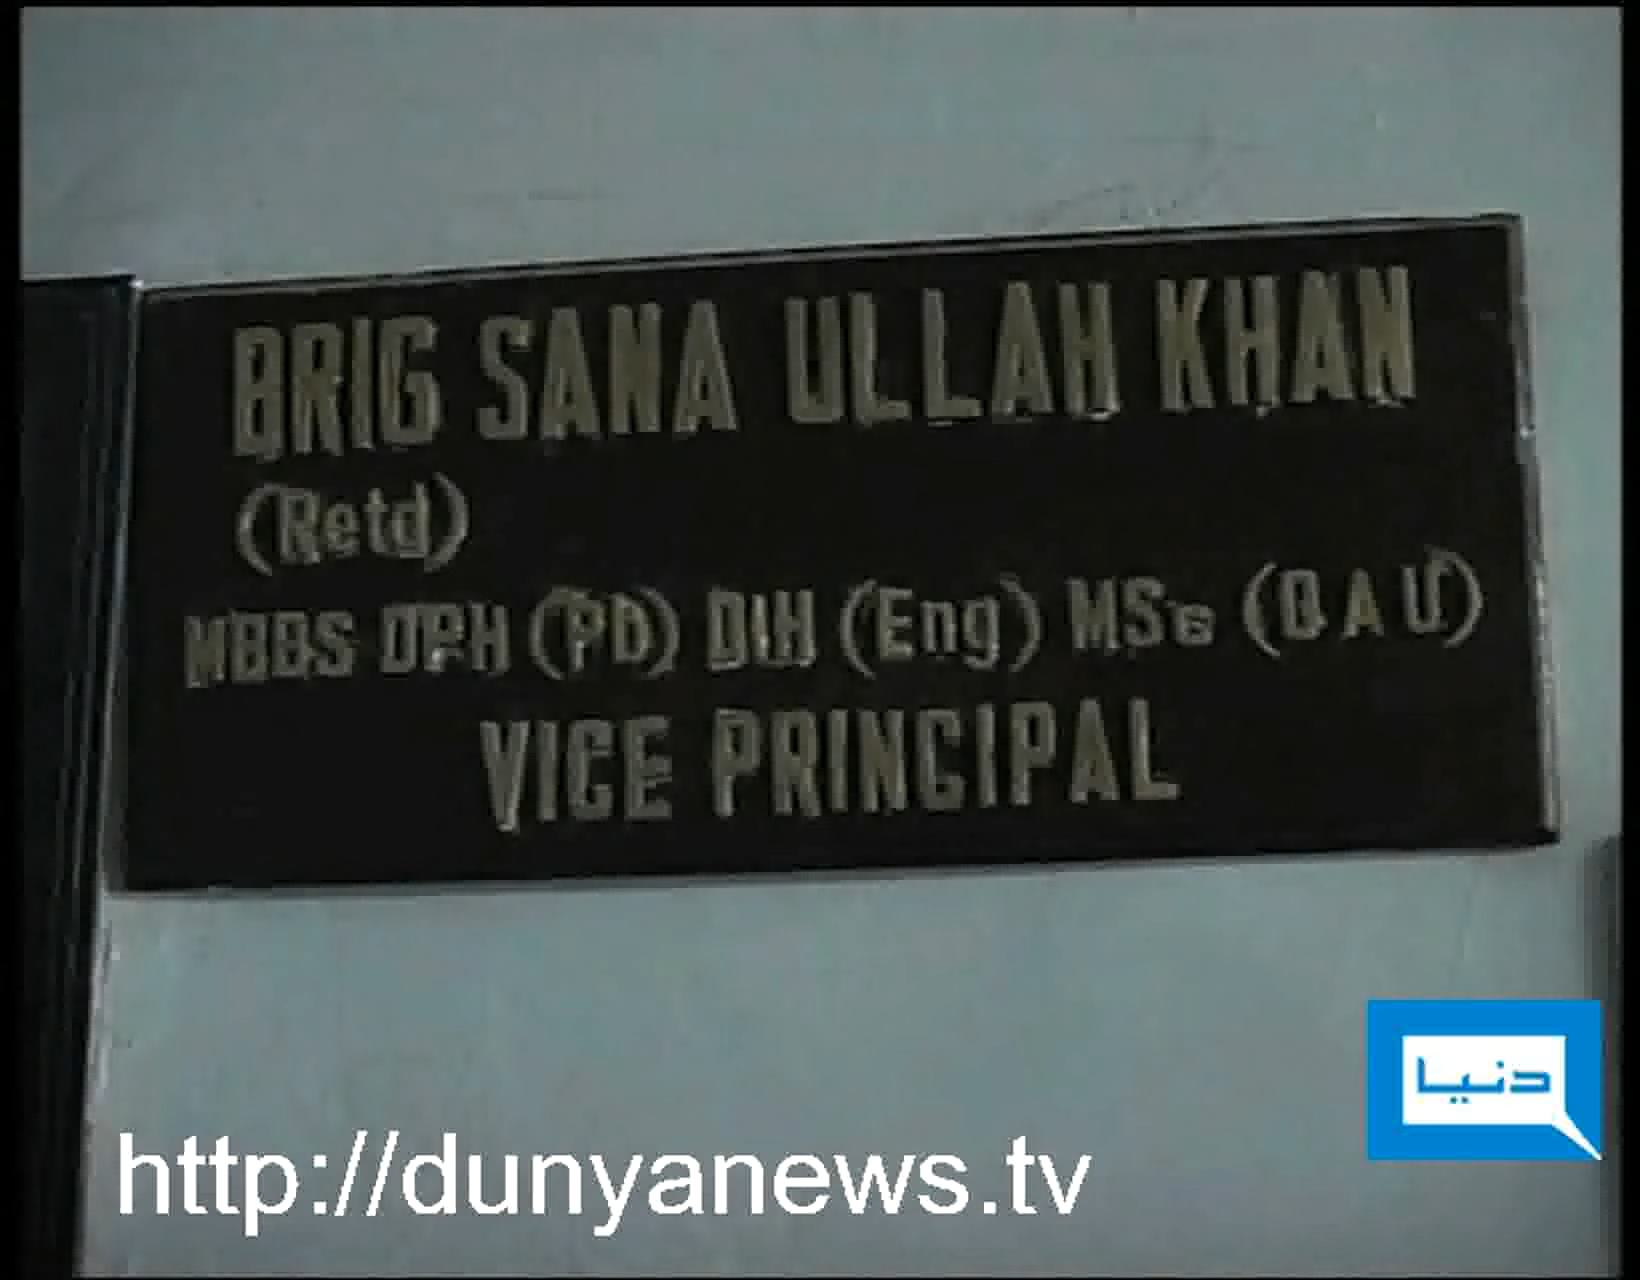 BRIG SANA ULLAH KHAN
(Retd)
MBBS DPH (Pb) DIH (Eng) MSc (QAU)
VICE PRINCIPAL
دنیا
http://dunyanews.tv